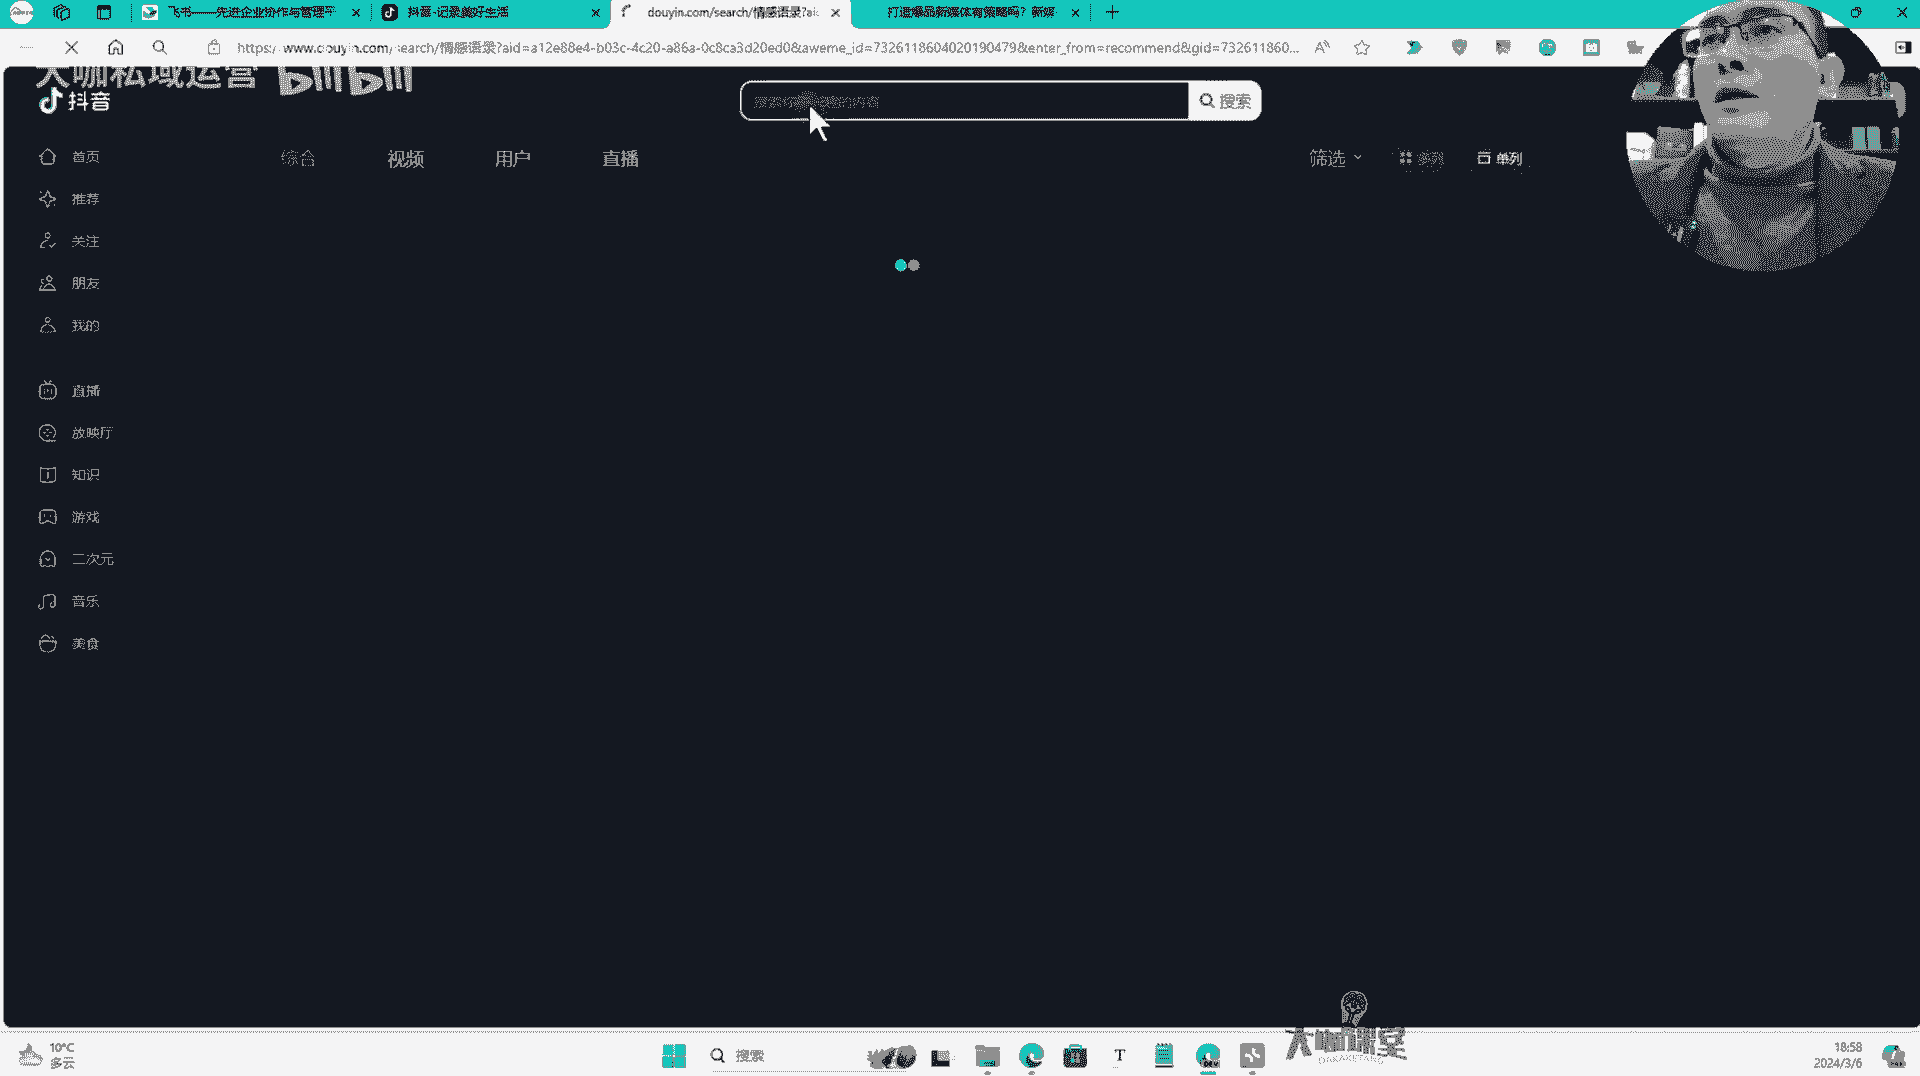 飞书——先进企业协作与管理平
抖音-记录美好生活
douyin.com/search/情感语录?aid
打造爆品新媒体有策略吗? 新媒
https://www.douyin.com/search/情感语录?aid=a12e88e4-b03c-4c20-a86a-0c8ca3d20ed0&aweme_id=7326118604020190479&enter_from=recommend&gid=732611860...
大咖私域运营 bilibili
抖音
搜索
首页
综合
视频
用户
直播
筛选
多列
单列
推荐
关注
朋友
我的
直播
放映厅
知识
游戏
二次元
音乐
美食
10°C
多云
搜索
大咖课堂
DAKAKETANG
18:58
2024/3/6